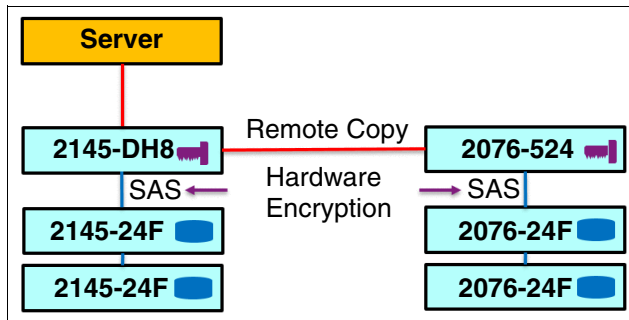 Server
Remote Copy
2145-DH8
2076-524
SAS
Hardware
Encryption
SAS
2145-24F
2076-24F
2145-24F
2076-24F